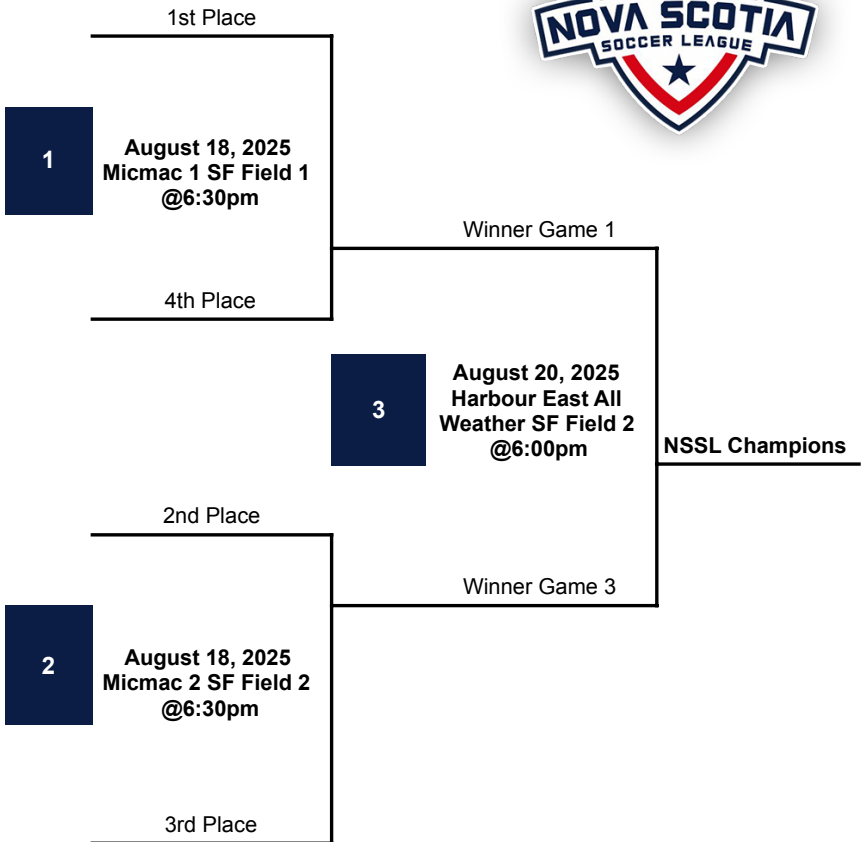 NOVA SCOTIA
SOCCER LEAGUE
1st Place
1
August 18, 2025
Micmac 1 SF Field 1
@6:30pm
Winner Game 1
4th Place
3
August 20, 2025
Harbour East All
Weather SF Field 2
@6:00pm
NSSL Champions
2nd Place
Winner Game 3
2
August 18, 2025
Micmac 2 SF Field 2
@6:30pm
3rd Place